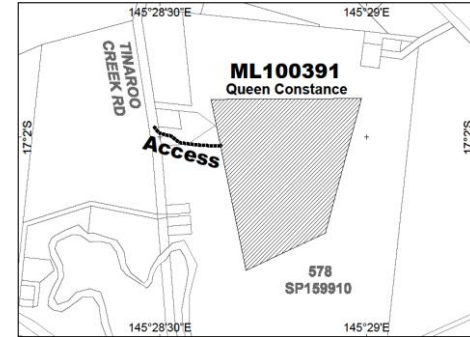 145°28'30"E
145°29'E
TINAROO
CREEK RD
ML100391
Queen Constance
17°2'S
17°2'S
Access
578
SP159910
145°28'30"E
145°29'E